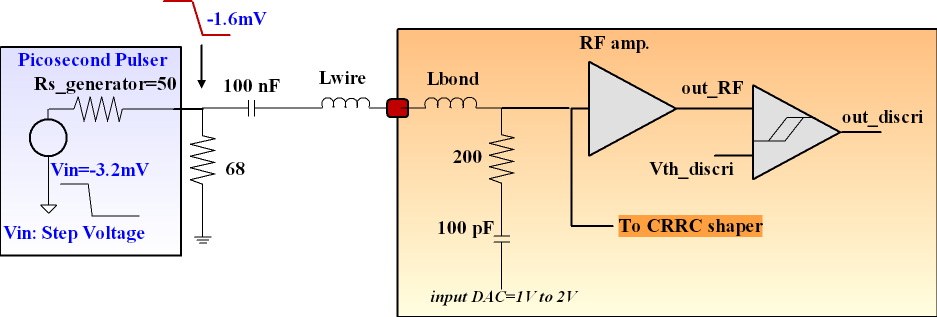 -1.6mV
Picosecond Pulser
Rs_generator=50
Vin=-3.2mV
Vin: Step Voltage
100 nF
68
Lwire
Lbond
RF amp.
out_RF
out_discri
Vth_discri
200
100 pF
To CRRC shaper
input DAC=1V to 2V